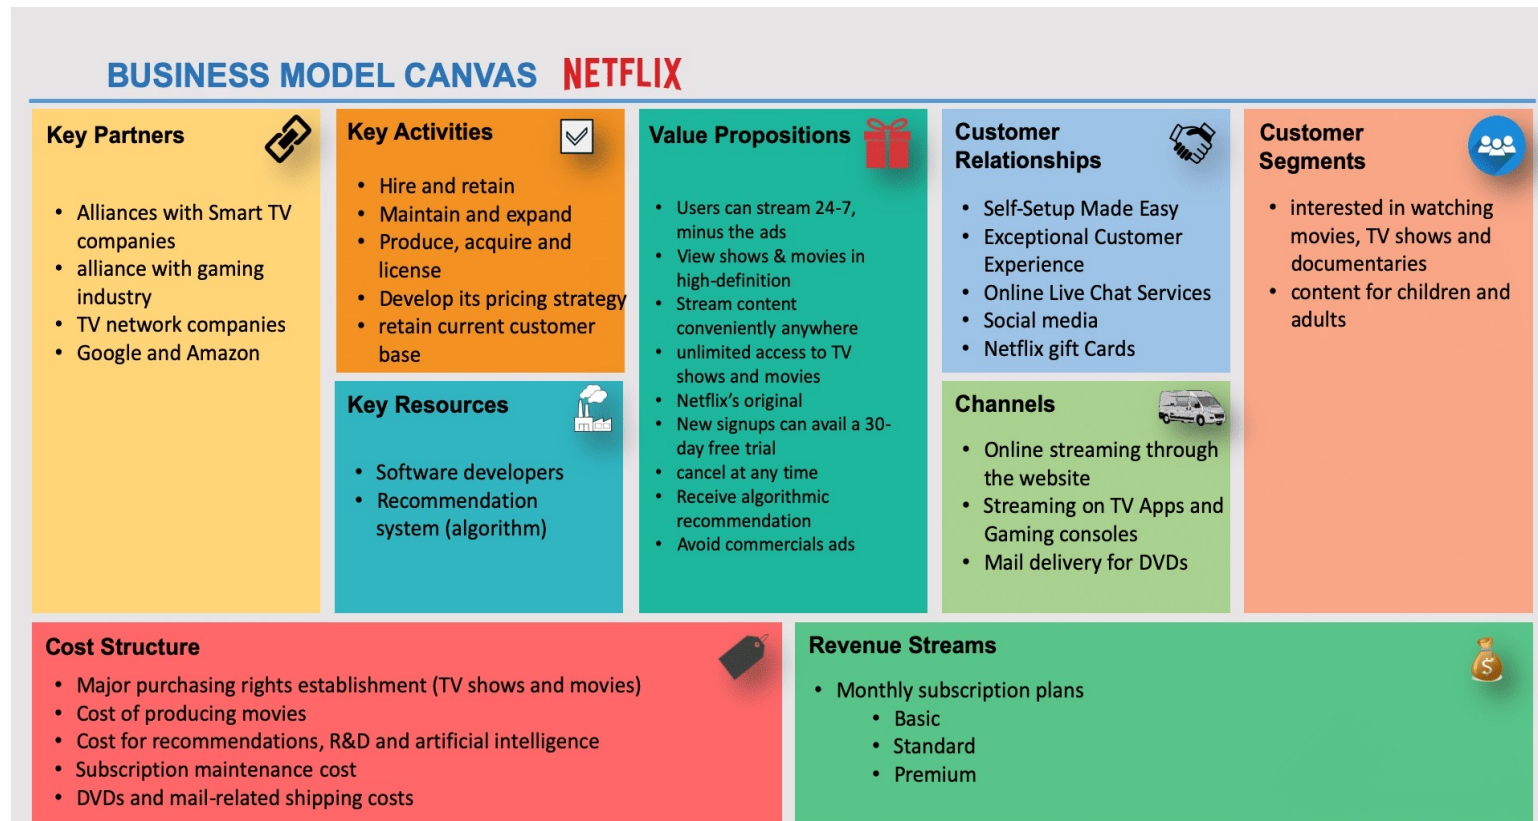 BUSINESS MODEL CANVAS NETFLIX
Key Partners
• Alliances with Smart TV
companies
• alliance with gaming
industry
• TV network companies
• Google and Amazon
Key Activities
• Hire and retain
• Maintain and expand
• Produce, acquire and
license
• Develop its pricing strategy
• retain current customer
base
Key Resources
• Software developers
• Recommendation
system (algorithm)
Value Propositions
• Users can stream 24-7,
minus the ads
• View shows & movies in
high-definition
• Stream content
conveniently anywhere
• unlimited access to TV
shows and movies
• Netflix’s original
• New signups can avail a 30-
day free trial
• cancel at any time
• Receive algorithmic
recommendation
• Avoid commercials ads
Customer
Relationships
• Self-Setup Made Easy
• Exceptional Customer
Experience
• Online Live Chat Services
• Social media
• Netflix gift Cards
Channels
• Online streaming through
the website
• Streaming on TV Apps and
Gaming consoles
• Mail delivery for DVDs
Customer
Segments
• interested in watching
movies, TV shows and
documentaries
• content for children and
adults
Cost Structure
• Major purchasing rights establishment (TV shows and movies)
• Cost of producing movies
• Cost for recommendations, R&D and artificial intelligence
• Subscription maintenance cost
• DVDs and mail-related shipping costs
Revenue Streams
• Monthly subscription plans
• Basic
• Standard
• Premium
$